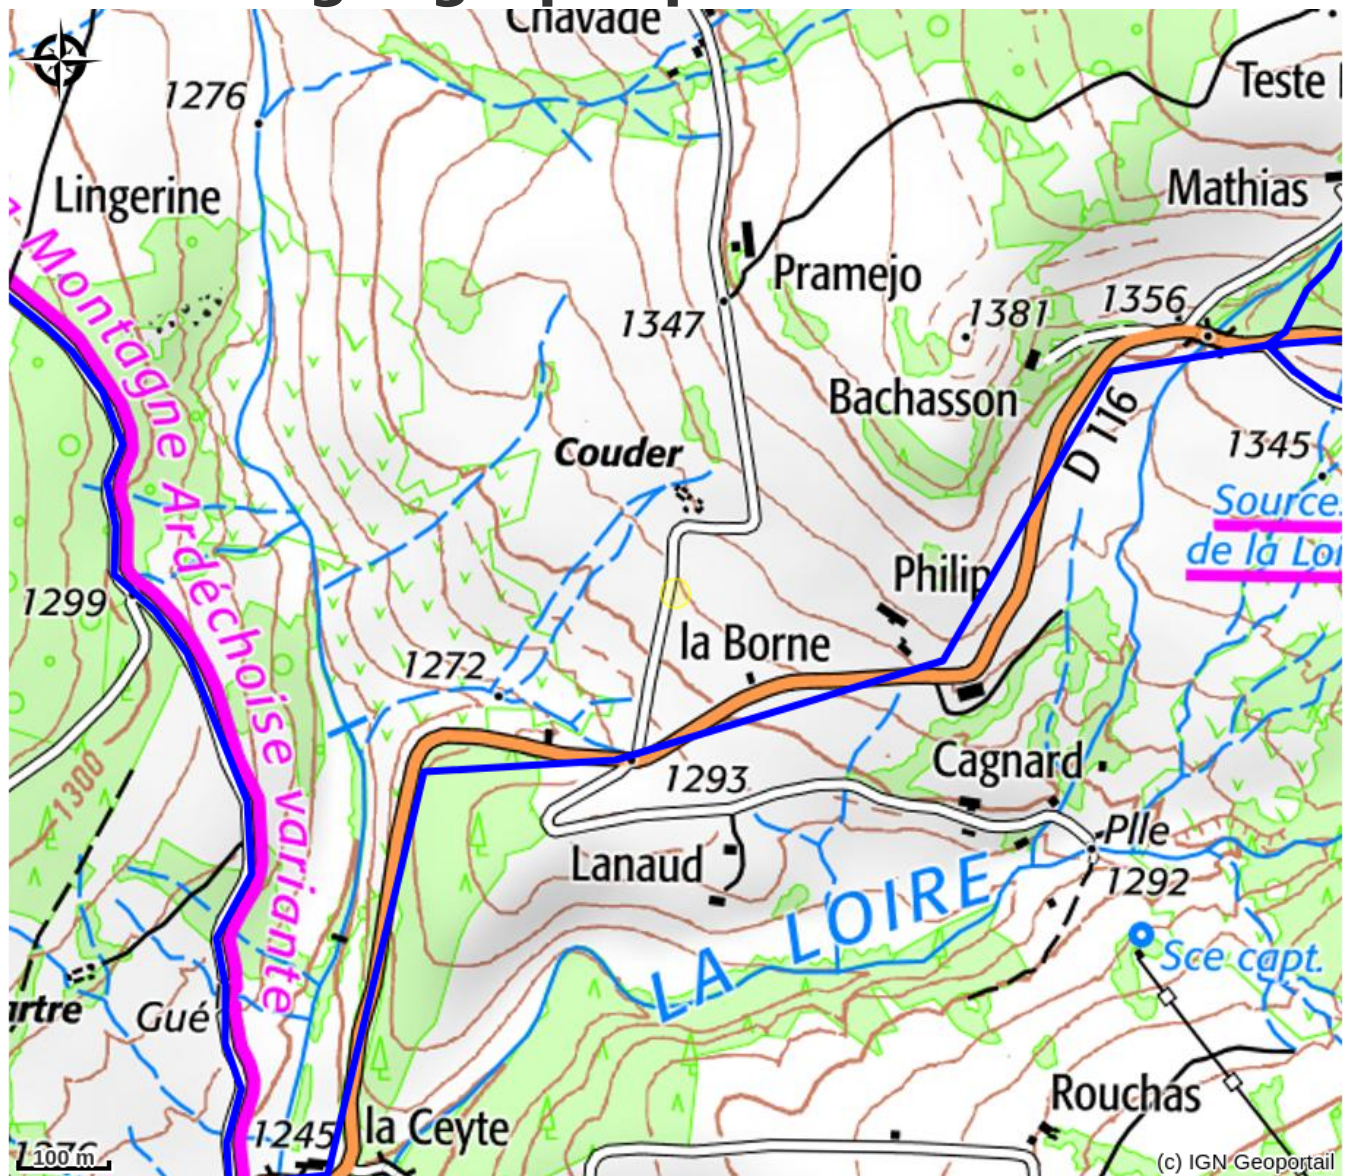 Chavade
1276
Teste
Lingerine
Mathias
Pramejo
1347
1381
1356
Bachasson
D 116
Couder
1345
Source
de la Loi
Montagne Ardéchoise variante
Philip
1299
la Borne
1272
1293
Cagnard
1300
Plle
Lanaud
1292
LA LOIRE
Sce capt.
artre
Gué
Rouchas
1245
la Ceyte
1276
100 m
(c) IGN Geoportail